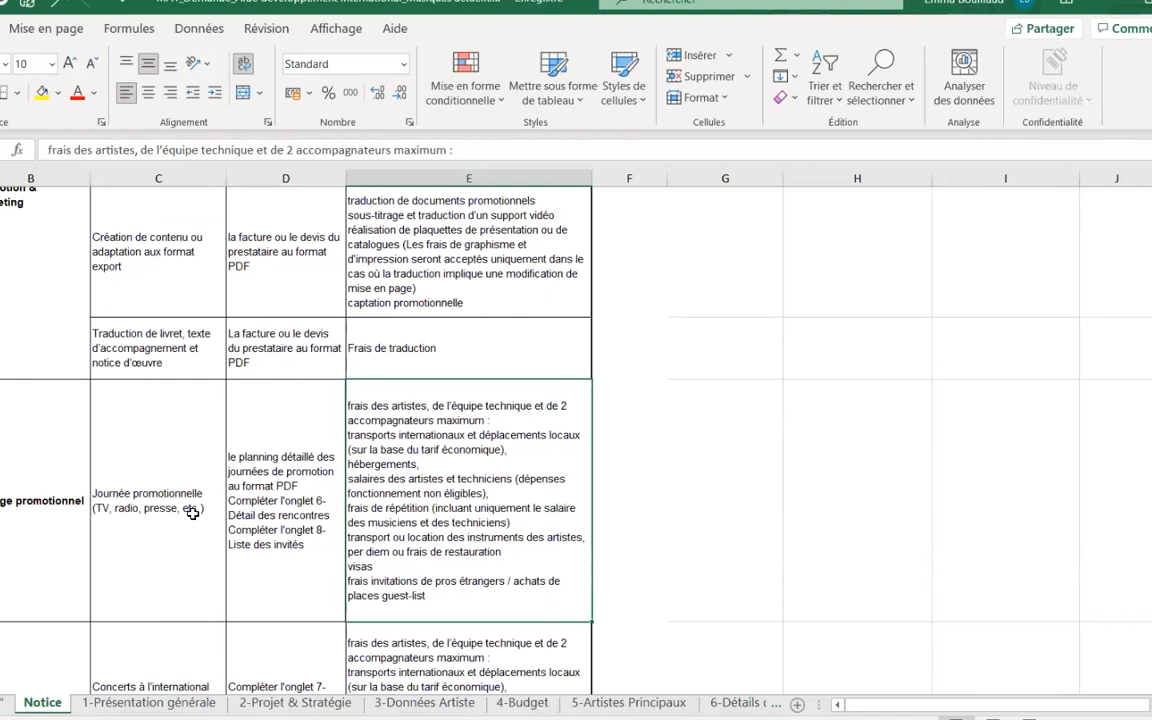 Mise en page Formules Données Révision Affichage Aide Partager
10 Standard Insérer
Supprimer
Format
Mise en forme conditionnelle
Mettre sous forme de tableau
Styles de cellules
Trier et filtrer
Rechercher et sélectionner
Analyser des données
Niveau de confidentialité
Alignement Nombre Styles Cellules Édition Analyse Confidentialité
fx frais des artistes, de l'équipe technique et de 2 accompagnateurs maximum :
B C D E F G H I J
Création de contenu ou
adaptation aux format
export
la facture ou le devis du
prestataire au format
PDF
traduction de documents promotionnels
sous-titrage et traduction d'un support vidéo
réalisation de plaquettes de présentation ou de
catalogues (Les frais de graphisme et
d'impression seront acceptés uniquement dans le
cas où la traduction implique une modification de
mise en page)
captation promotionnelle
Traduction de livret, texte
d'accompagnement et
notice d'œuvre
La facture ou le devis
du prestataire au format
PDF
Frais de traduction
ge promotionnel
Journée promotionnelle
(TV, radio, presse, etc.)
le planning détaillé des
journées de promotion
au format PDF
Compléter l'onglet 6-
Détail des rencontres
Compléter l'onglet 8-
Liste des invités
frais des artistes, de l'équipe technique et de 2
accompagnateurs maximum :
transports internationaux et déplacements locaux
(sur la base du tarif économique),
hébergements,
salaires des artistes et techniciens (dépenses
fonctionnement non éligibles),
frais de répétition (incluant uniquement le salaire
des musiciens et des techniciens)
transport ou location des instruments des artistes,
per diem ou frais de restauration
visas
frais invitations de pros étrangers / achats de
places guest-list
Concerts à l'international
Compléter l'onglet 7-
frais des artistes, de l'équipe technique et de 2
accompagnateurs maximum :
transports internationaux et déplacements locaux
(sur la base du tarif économique),
Notice 1-Présentation générale 2-Projet & Stratégie 3-Données Artiste 4-Budget 5-Artistes Principaux 6-Détails ...